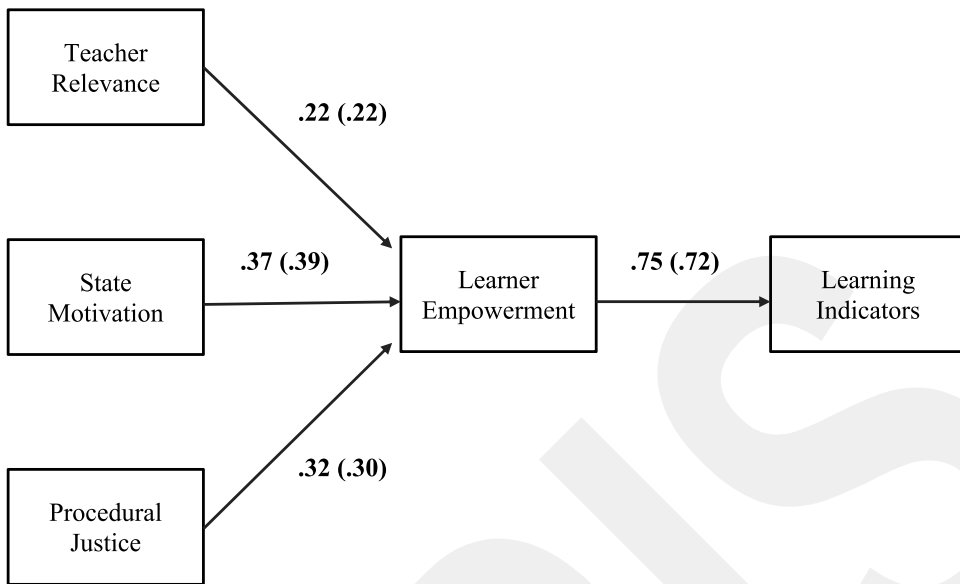 Teacher
Relevance
.22 (.22)
State
Motivation
.37 (.39)
Learner
Empowerment
.75 (.72)
Learning
Indicators
.32 (.30)
Procedural
Justice